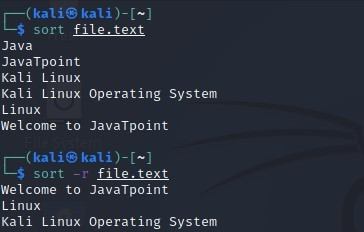 ┌──(kali㉿kali)-[~]
└─$ sort file.text
Java
JavaTpoint
Kali Linux
Kali Linux Operating System
Linux
Welcome to JavaTpoint
┌──(kali㉿kali)-[~]
└─$ sort -r file.text
Welcome to JavaTpoint
Linux
Kali Linux Operating System